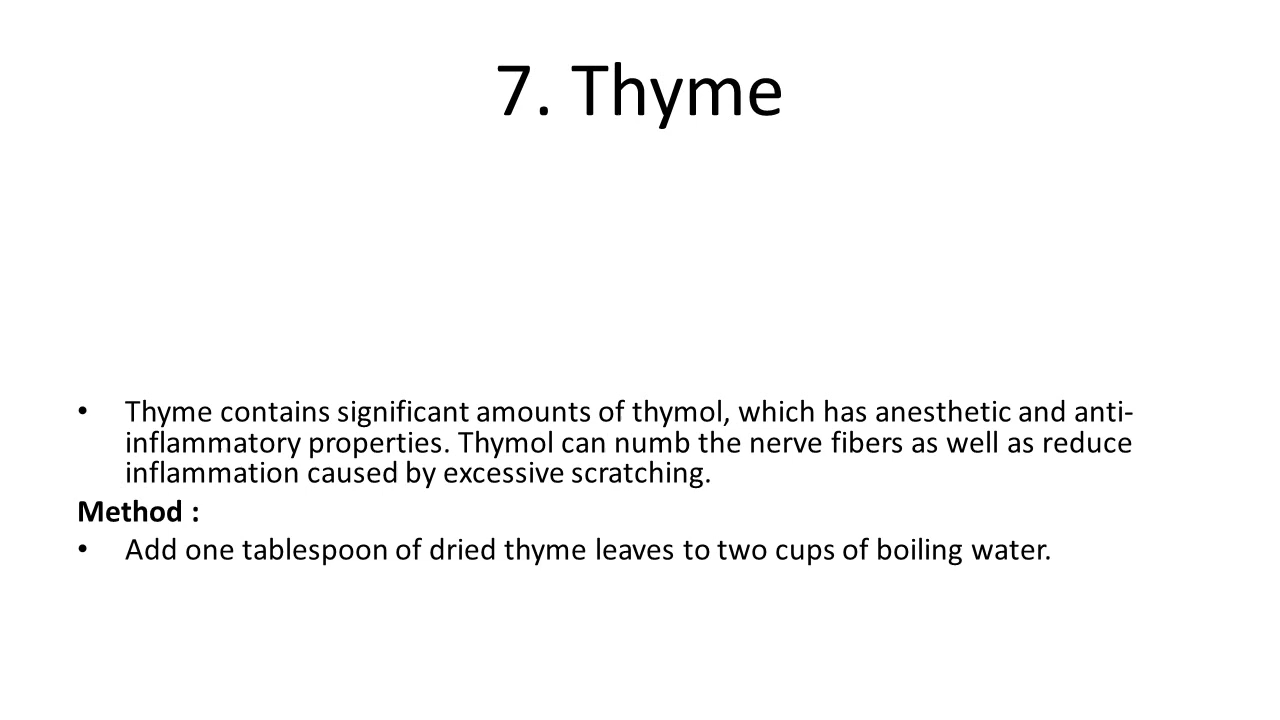 7. Thyme
• Thyme contains significant amounts of thymol, which has anesthetic and anti-
inflammatory properties. Thymol can numb the nerve fibers as well as reduce
inflammation caused by excessive scratching.
Method :
• Add one tablespoon of dried thyme leaves to two cups of boiling water.